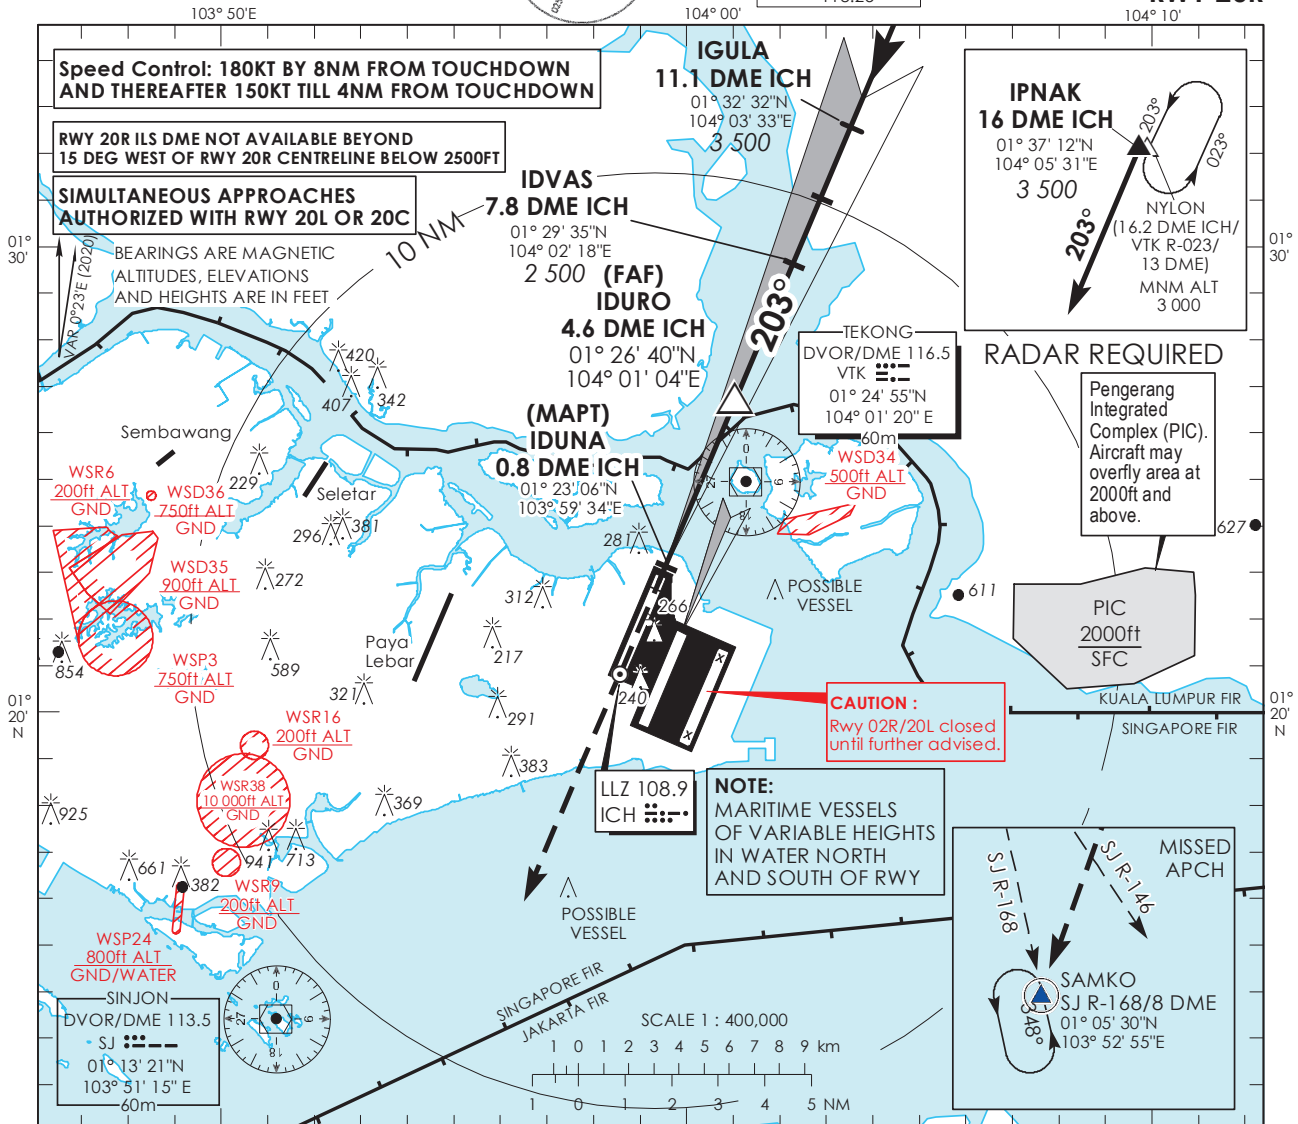 103° 50'E
104° 00'
104° 10'
Speed Control: 180KT BY 8NM FROM TOUCHDOWN
AND THEREAFTER 150KT TILL 4NM FROM TOUCHDOWN
RWY 20R ILS DME NOT AVAILABLE BEYOND
15 DEG WEST OF RWY 20R CENTRELINE BELOW 2500FT
SIMULTANEOUS APPROACHES
AUTHORIZED WITH RWY 20L OR 20C
BEARINGS ARE MAGNETIC
ALTITUDES, ELEVATIONS
AND HEIGHTS ARE IN FEET
VAR 0°23'E (2020)
01°
30'
10 NM
IGULA
11.1 DME ICH
01° 32' 32"N
104° 03' 33"E
3 500
IDVAS
7.8 DME ICH
01° 29' 35"N
104° 02' 18"E
2 500
(FAF)
IDURO
4.6 DME ICH
01° 26' 40"N
104° 01' 04"E
(MAPT)
IDUNA
0.8 DME ICH
01° 23' 06"N
103° 59' 34"E
203°
IPNAK
16 DME ICH
01° 37' 12"N
104° 05' 31"E
3 500
203°
023°
203°
NYLON
(16.2 DME ICH/
VTK R-023/
13 DME)
MNM ALT
3 000
01°
30'
TEKONG
DVOR/DME 116.5
VTK
01° 24' 55"N
104° 01' 20" E
60m
RADAR REQUIRED
Pengerang
Integrated
Complex (PIC).
Aircraft may
overfly area at
2000ft and
above.
627
611
PIC
2000ft
SFC
KUALA LUMPUR FIR
SINGAPORE FIR
01°
20'
N
WSD34
500ft ALT
GND
0
9
18
27
POSSIBLE
VESSEL
420
407
342
Sembawang
229
Seletar
296
381
272
281
312
217
Paya
Lebar
589
321
291
383
369
266
240
WSR6
200ft ALT
GND
WSD36
750ft ALT
GND
WSD35
900ft ALT
GND
WSP3
750ft ALT
GND
854
01°
20'
N
WSR16
200ft ALT
GND
WSR38
10 000ft ALT
GND
925
661
382
941
713
WSR9
200ft ALT
GND
WSP24
800ft ALT
GND/WATER
x
x
CAUTION :
Rwy 02R/20L closed
until further advised.
LLZ 108.9
ICH
NOTE:
MARITIME VESSELS
OF VARIABLE HEIGHTS
IN WATER NORTH
AND SOUTH OF RWY
POSSIBLE
VESSEL
SINGAPORE FIR
JAKARTA FIR
SINJON
DVOR/DME 113.5
SJ
01° 13' 21"N
103° 51' 15" E
60m
0
9
18
27
SCALE 1 : 400,000
1 0 1 2 3 4 5 6 7 8 9 km
1 0 1 2 3 4 5 NM
MISSED
APCH
SJ R-168
SJ R-146
SAMKO
SJ R-168/8 DME
01° 05' 30"N
103° 52' 55"E
348°